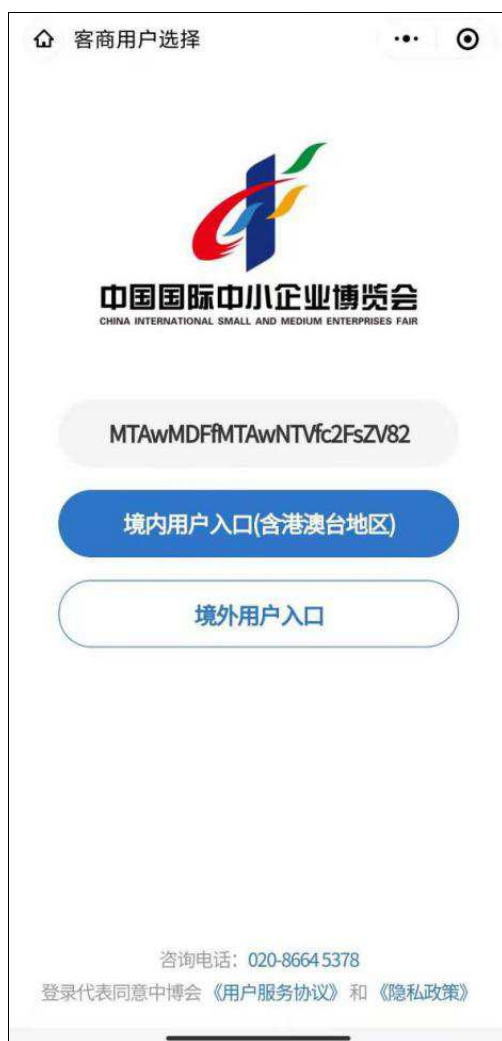 客商用户选择
中国国际中小企业博览会
CHINA INTERNATIONAL SMALL AND MEDIUM ENTERPRISES FAIR
MTAwMDFfMTAwNTVfc2FsZV82
境内用户入口(含港澳台地区)
境外用户入口
咨询电话：020-8664 5378
登录代表同意中博会《用户服务协议》和《隐私政策》